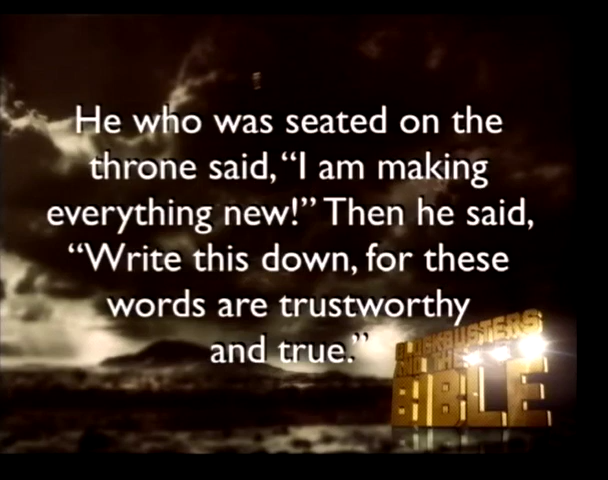 He who was seated on the
throne said, “I am making
everything new!” Then he said,
“Write this down, for these
words are trustworthy
and true.”
BLOCKBUSTERS
AND THE
BIBLE